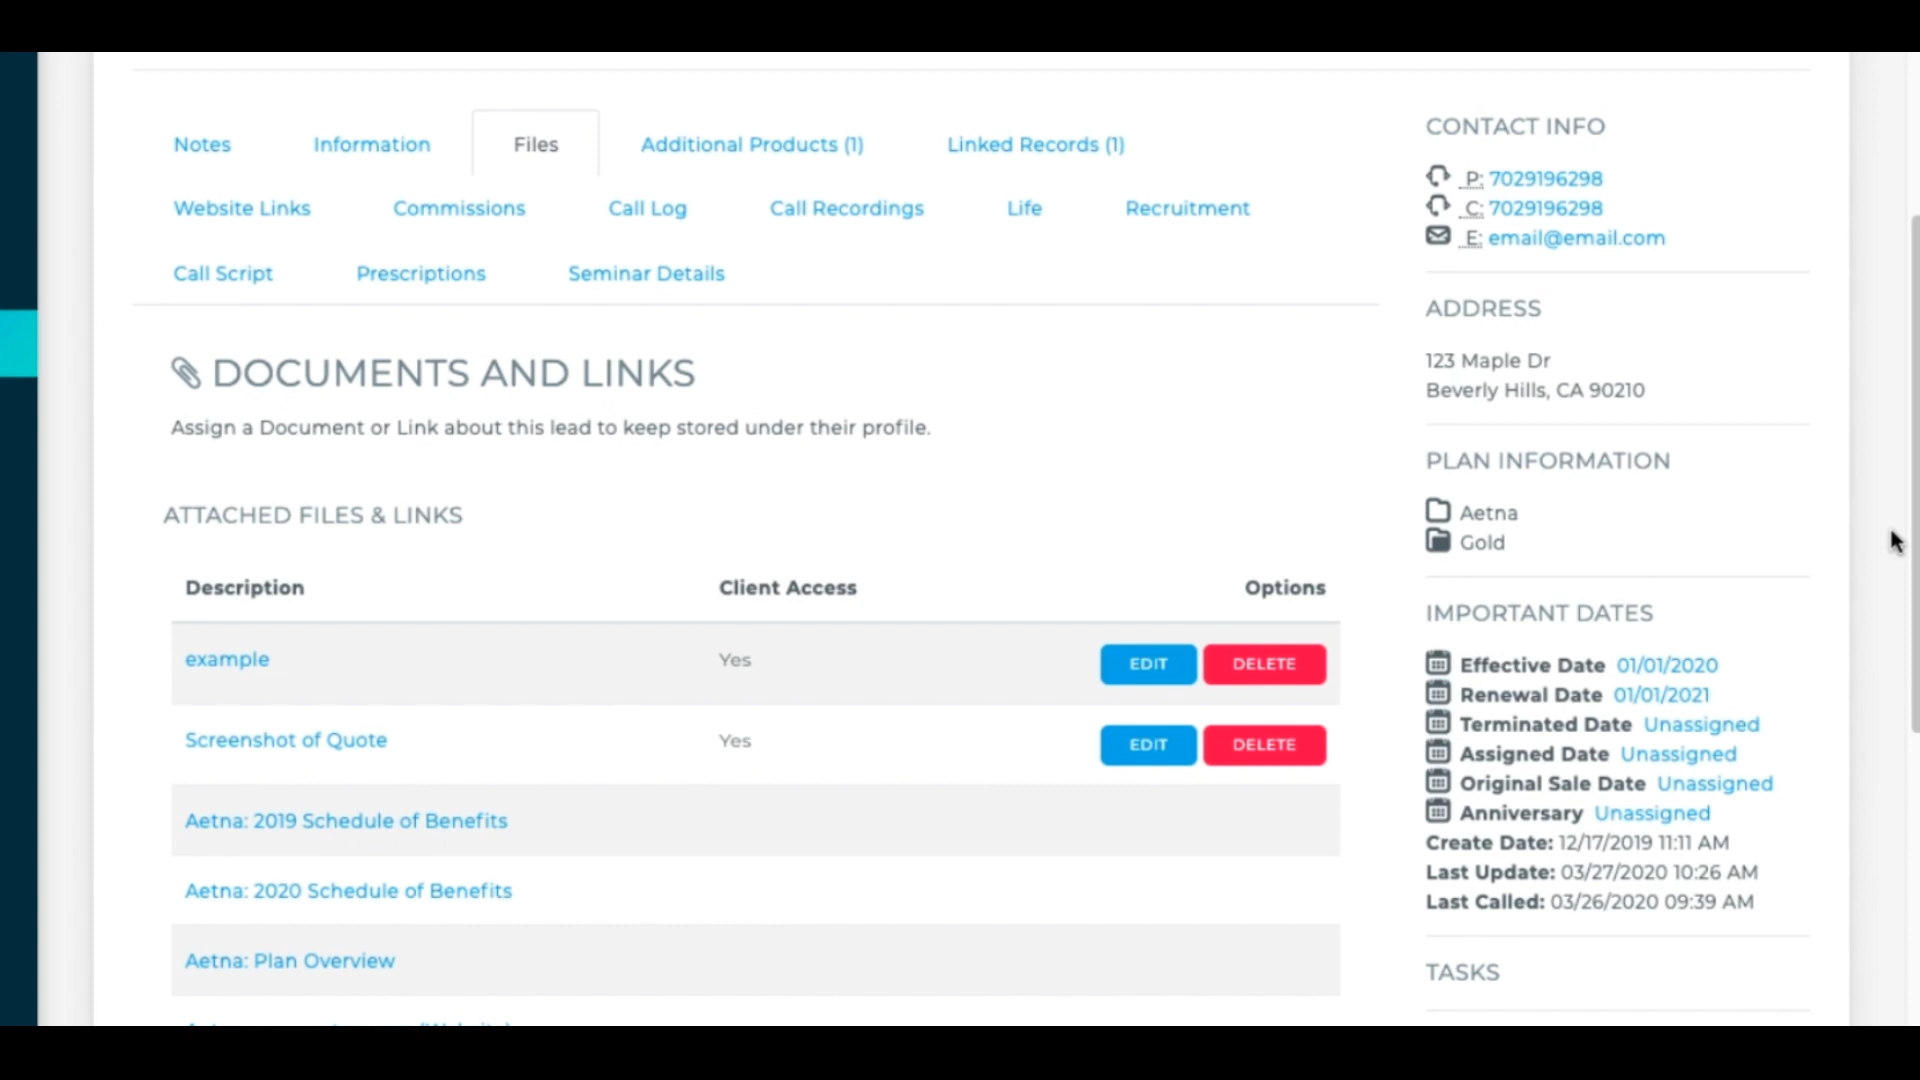 Notes Information Files Additional Products (1) Linked Records (1)
Website Links Commissions Call Log Call Recordings Life Recruitment
Call Script Prescriptions Seminar Details
DOCUMENTS AND LINKS
Assign a Document or Link about this lead to keep stored under their profile.
ATTACHED FILES & LINKS
Description Client Access Options
example Yes EDIT DELETE
Screenshot of Quote Yes EDIT DELETE
Aetna: 2019 Schedule of Benefits
Aetna: 2020 Schedule of Benefits
Aetna: Plan Overview
CONTACT INFO
P: 7029196298
C: 7029196298
E: email@email.com
ADDRESS
123 Maple Dr
Beverly Hills, CA 90210
PLAN INFORMATION
Aetna
Gold
IMPORTANT DATES
Effective Date 01/01/2020
Renewal Date 01/01/2021
Terminated Date Unassigned
Assigned Date Unassigned
Original Sale Date Unassigned
Anniversary Unassigned
Create Date: 12/17/2019 11:11 AM
Last Update: 03/27/2020 10:26 AM
Last Called: 03/26/2020 09:39 AM
TASKS